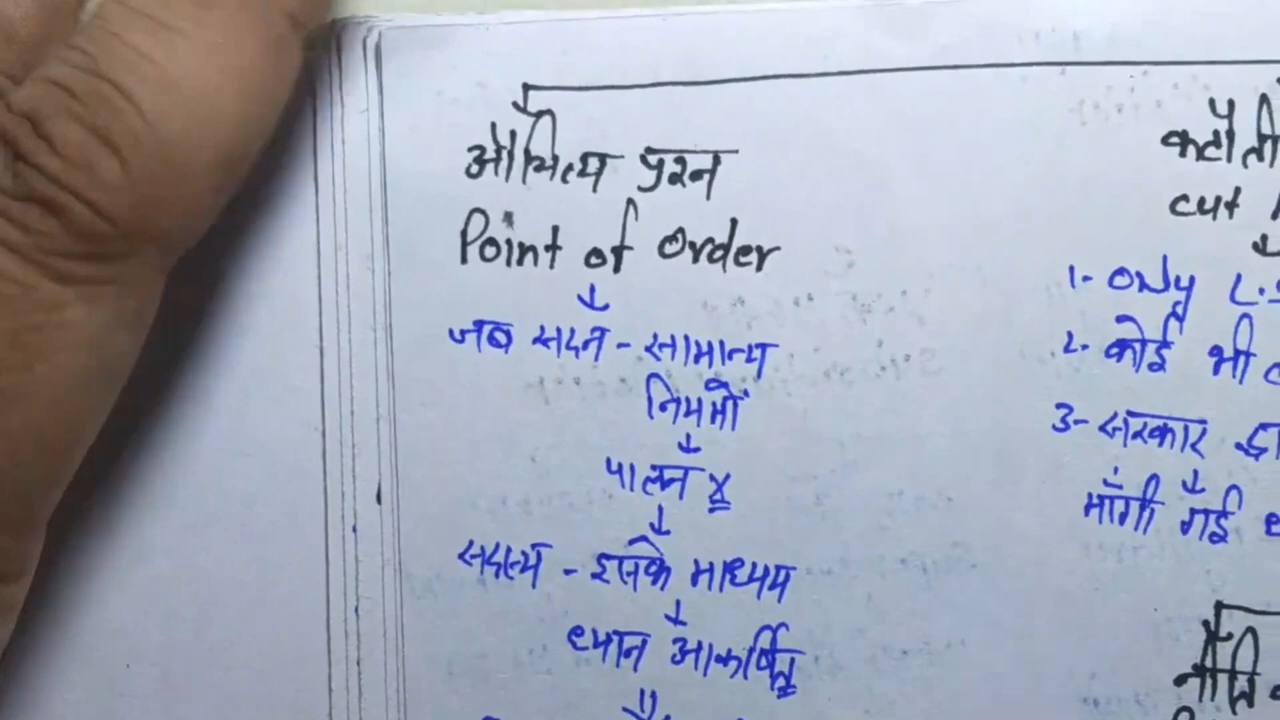 औचित्य प्रश्न
Point of Order
जब सदन - सामान्य
नियमों
पालन x
सदस्य - इसके माध्यम
ध्यान आकर्षित
कटौती
cut
1- Only L.S
2- कोई भी
3- सरकार द्वा
माँगी गई
नीति